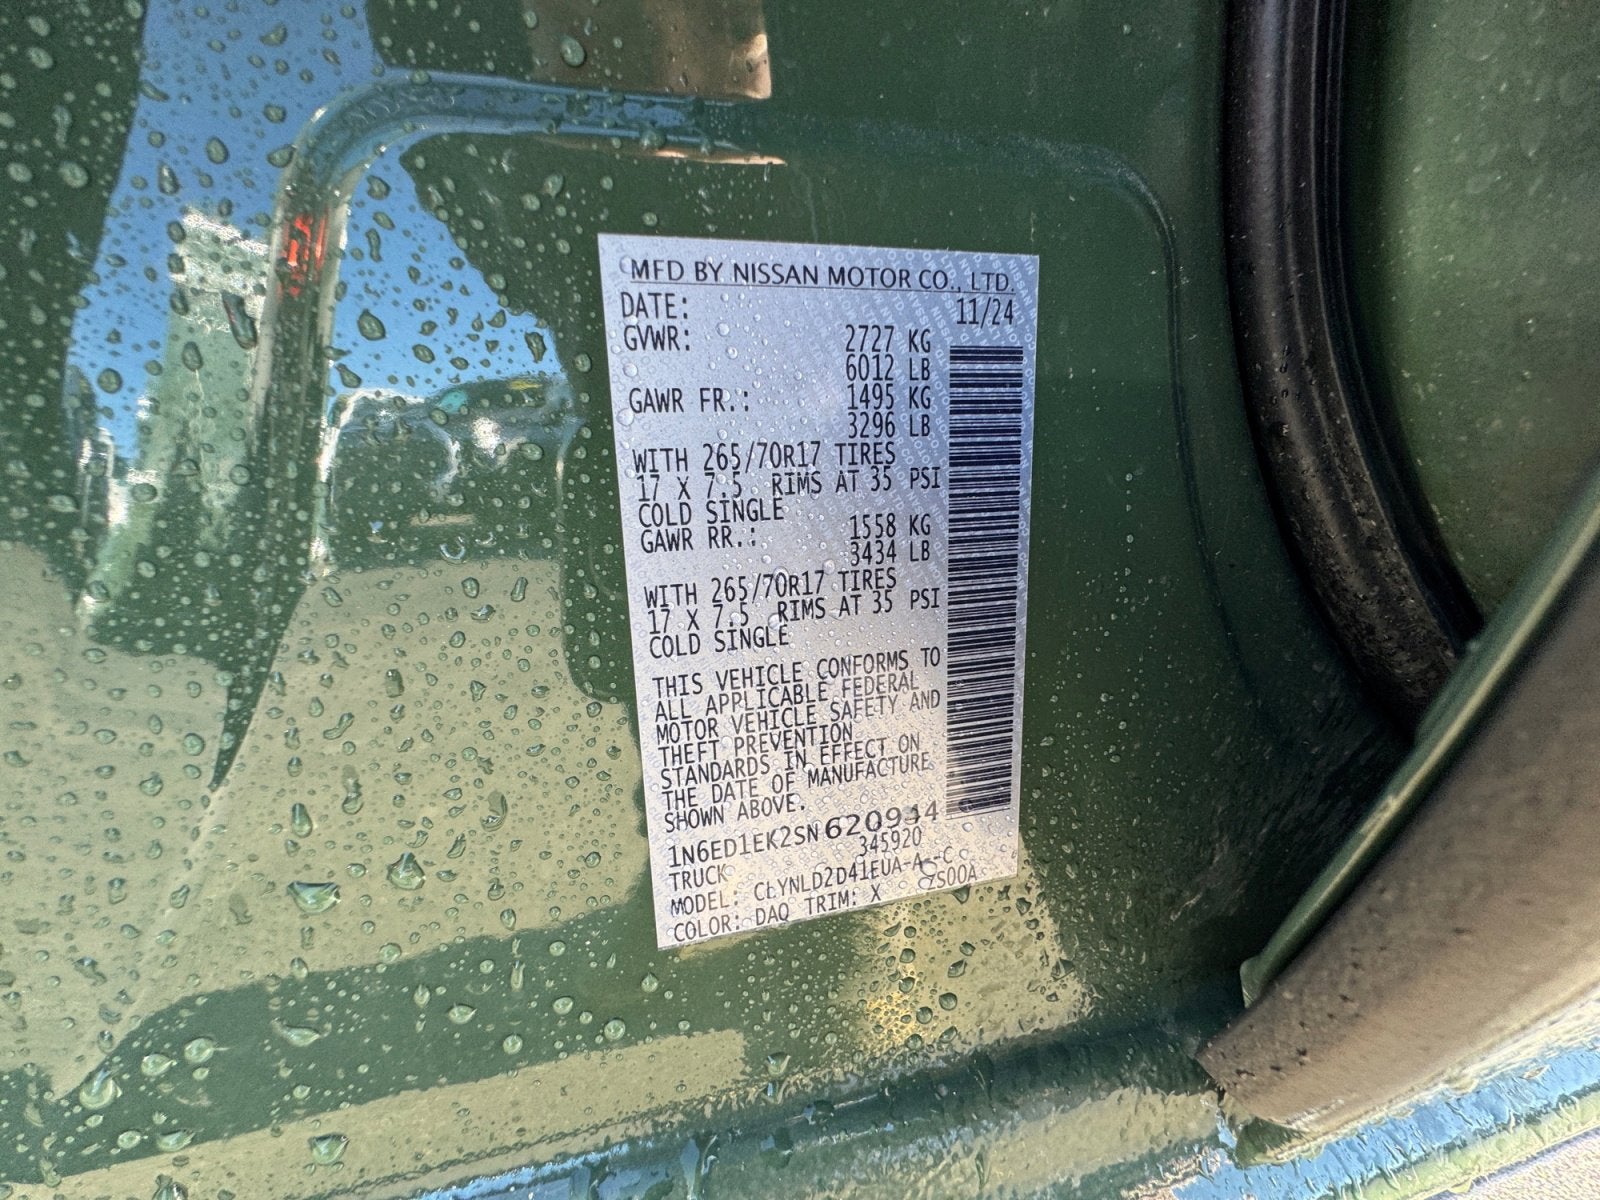 MFD BY NISSAN MOTOR CO., LTD.
DATE: 11/24
GVWR: 2727 KG
6012 LB
GAWR FR.: 1495 KG
3296 LB
WITH 265/70R17 TIRES
17 X 7.5 RIMS AT 35 PSI
COLD SINGLE
GAWR RR.: 1558 KG
3434 LB
WITH 265/70R17 TIRES
17 X 7.5 RIMS AT 35 PSI
COLD SINGLE
THIS VEHICLE CONFORMS TO
ALL APPLICABLE FEDERAL
MOTOR VEHICLE SAFETY AND
THEFT PREVENTION
STANDARDS IN EFFECT ON
THE DATE OF MANUFACTURE
SHOWN ABOVE.
1N6ED1EK2SN620944
345920
TRUCK
MODEL:
COLOR: DAQ TRIM: X